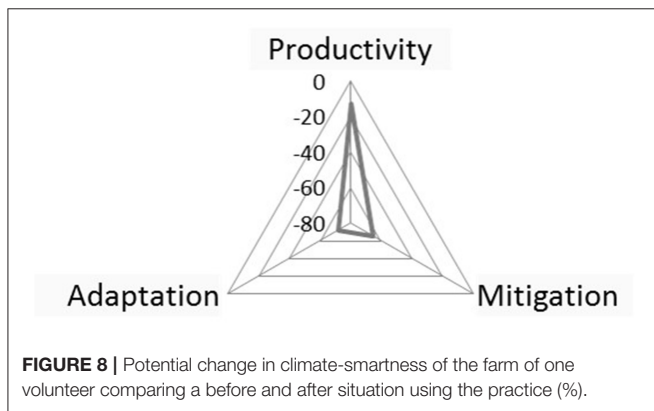 Productivity
0
-20
-40
-60
-80
Adaptation
Mitigation
FIGURE 8 | Potential change in climate-smartness of the farm of one
volunteer comparing a before and after situation using the practice (%).